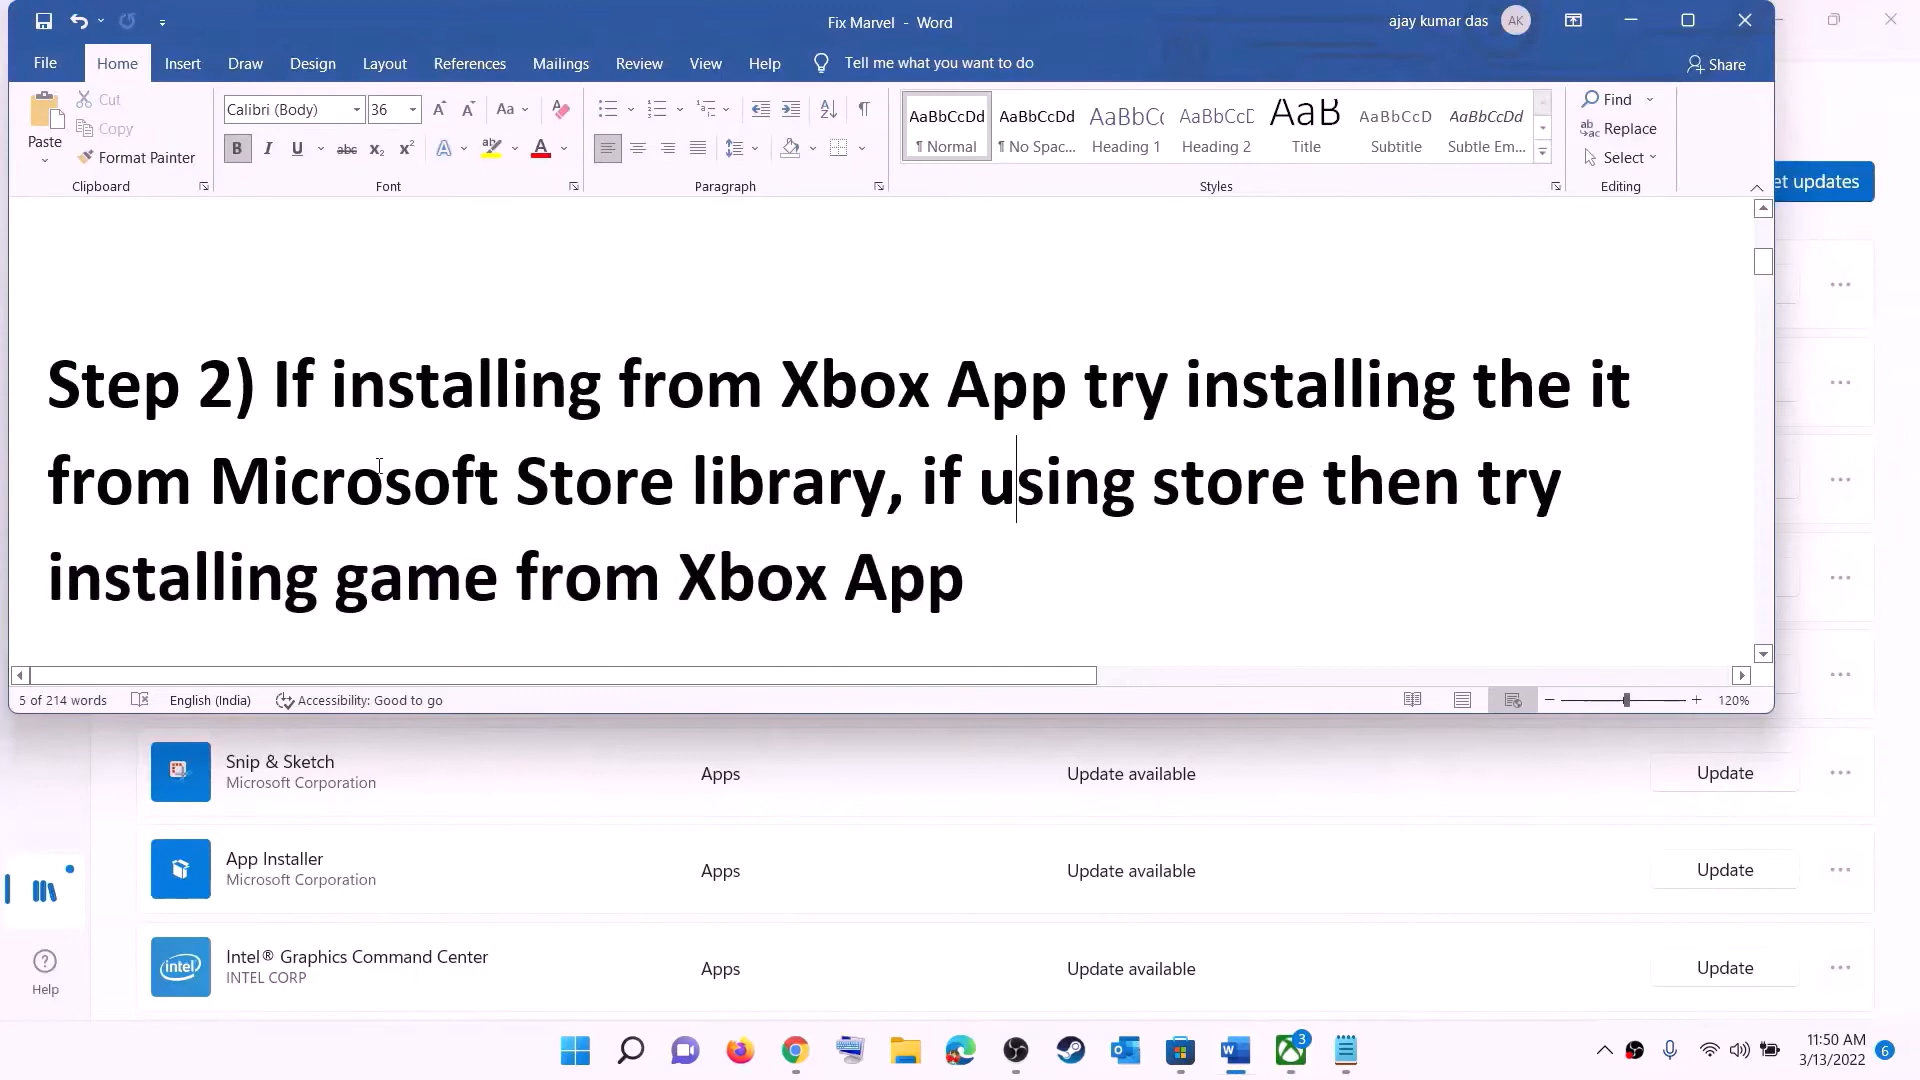 Fix Marvel - Word
ajay kumar das AK
File Home Insert Draw Design Layout References Mailings Review View Help Tell me what you want to do Share
Paste
Cut
Copy
Format Painter
Clipboard
Calibri (Body) 36
Font
Paragraph
AaBbCcDd AaBbCcDd AaBbC AaBbCcD AaB AaBbCcD AaBbCcDd
¶ Normal ¶ No Spac... Heading 1 Heading 2 Title Subtitle Subtle Em...
Styles
Find
Replace
Select
Editing
et updates
Step 2) If installing from Xbox App try installing the it
from Microsoft Store library, if using store then try
installing game from Xbox App
5 of 214 words English (India) Accessibility: Good to go 120%
Snip & Sketch
Microsoft Corporation
Apps Update available Update
App Installer
Microsoft Corporation
Apps Update available Update
Intel® Graphics Command Center
INTEL CORP
Apps Update available Update
intel
Help
3
11:50 AM
3/13/2022
6